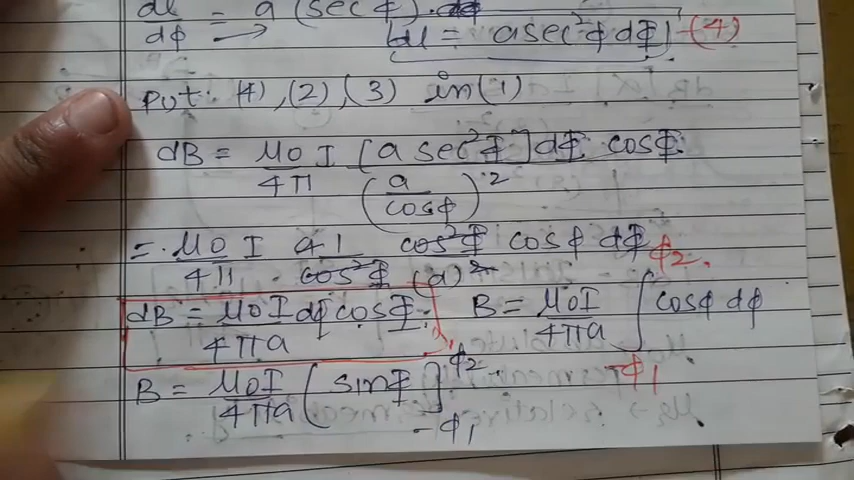 dl/dφ = a (sec²φ)
dl = a sec²φ dφ -(4)
Put (4), (2), (3) in (1)
dB = μ0 I [a sec²Φ] dΦ cosΦ / 4π (a/cosφ)²
= μ0 I a 1 cos²Φ cosφ dΦ / 4π cos²Φ (a)²
dB = μ0 I dφ cosΦ / 4πa
B = μ0 I / 4πa ∫ -φ1 φ2 cosφ dφ
B = μ0 I / 4πa ( sinΦ ] -φ1 φ2